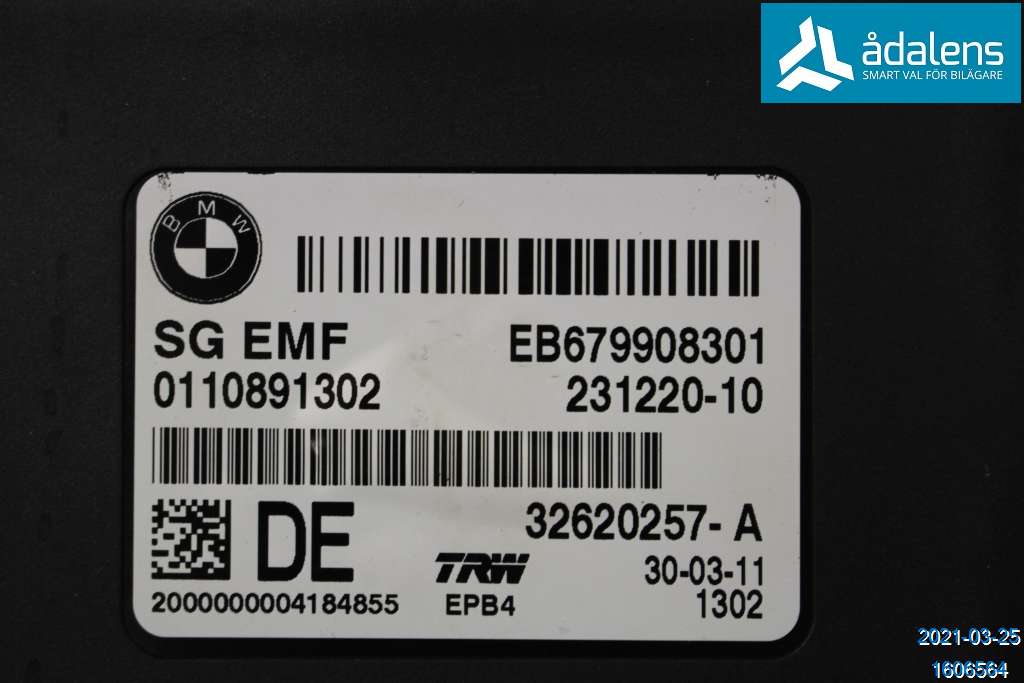 ådalens
SMART VAL FÖR BILÄGARE
BMW
SG EMF
EB679908301
0110891302
231220-10
DE
32620257-A
TRW
30-03-11
2000000004184855
EPB4
1302
2021-03-25
1606564